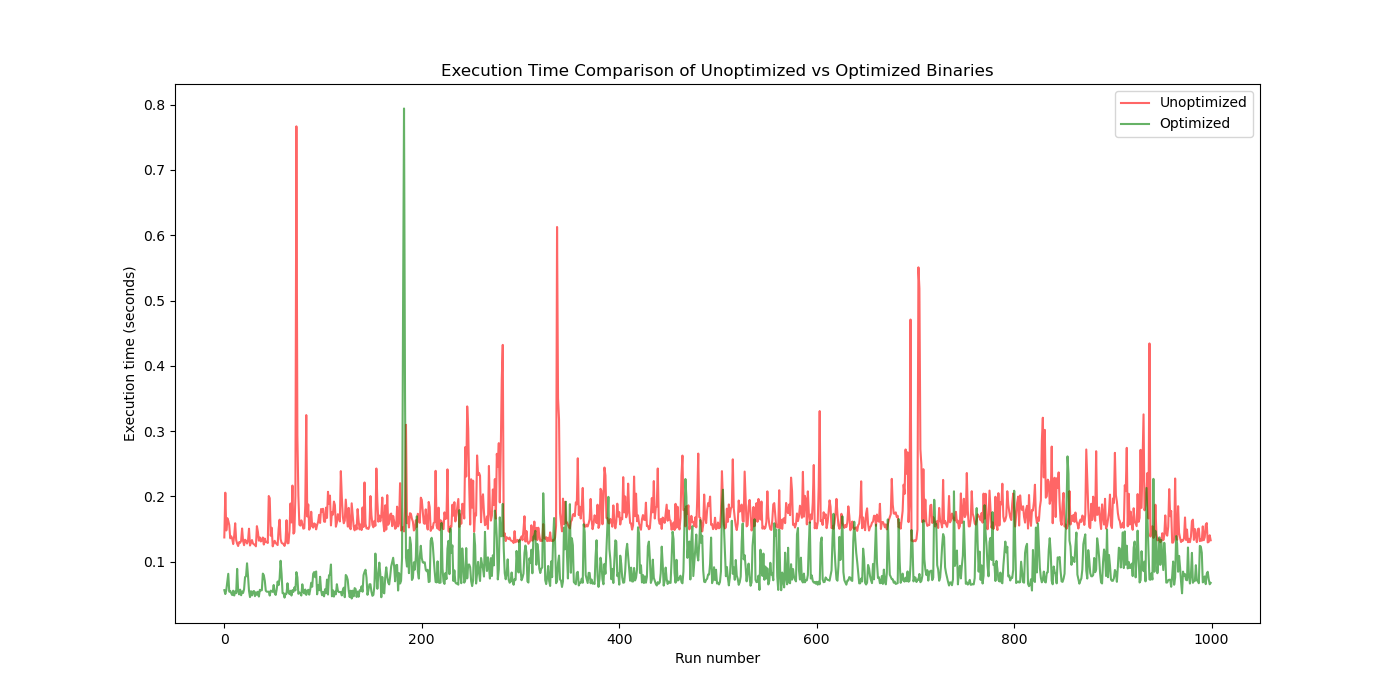 Execution Time Comparison of Unoptimized vs Optimized Binaries
Unoptimized
Optimized
0.8
0.7
0.6
0.5
0.4
0.3
0.2
0.1
Execution time (seconds)
0 200 400 600 800 1000
Run number